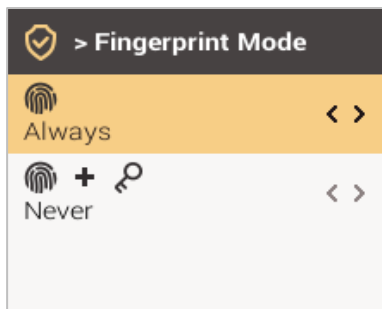 > Fingerprint Mode
Always
< >
+
Never
< >